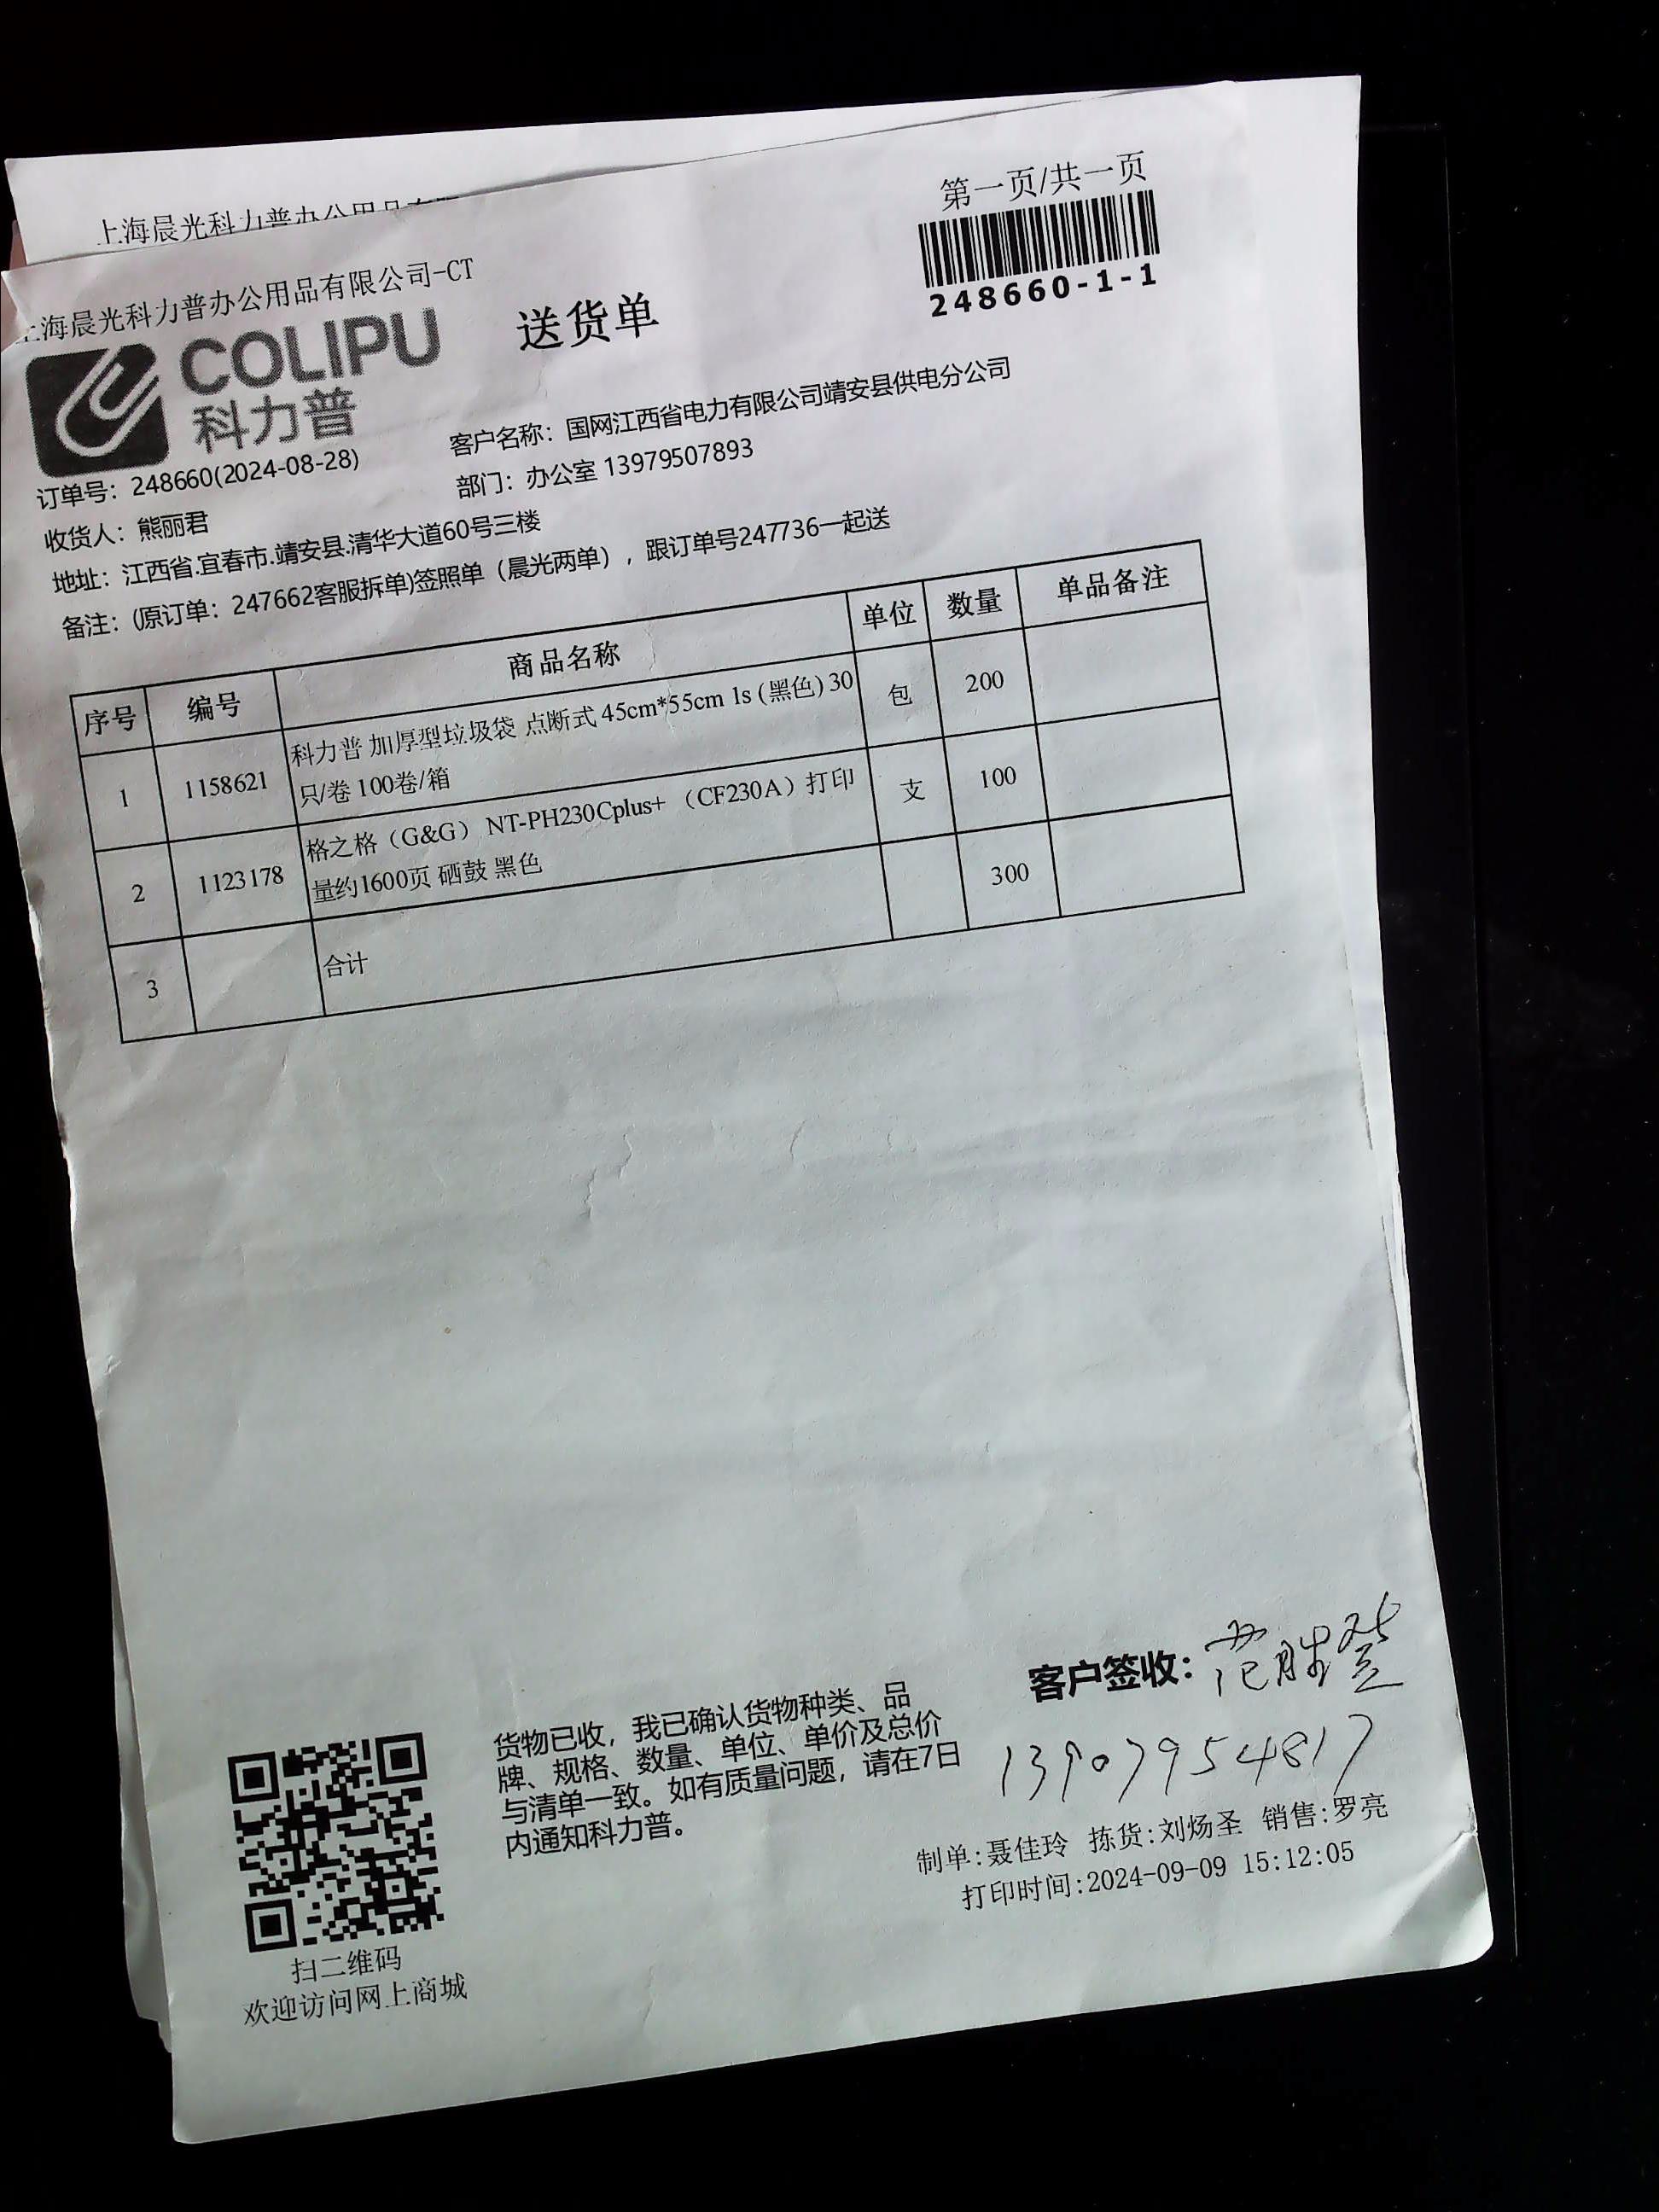 上海晨光科力普办公用品有限
第一页/共一页
248660-1-1
上海晨光科力普办公用品有限公司-CT
COLIPU
科力普
送货单
订单号：248660(2024-08-28)
客户名称：国网江西省电力有限公司靖安县供电分公司
收货人：熊丽君
部门：办公室 13979507893
地址：江西省.宜春市.靖安县.清华大道60号三楼
备注：(原订单：247662客服拆单)签照单（晨光两单），跟订单号247736一起送
序号 编号 商品名称 单位 数量 单品备注
1 1158621 科力普 加厚型垃圾袋 点断式 45cm*55cm 1s (黑色) 30 包 200
只/卷 100卷/箱
2 1123178 格之格（G&G） NT-PH230Cplus+ （CF230A）打印 支 100
量约1600页 硒鼓 黑色
3 合计 300
客户签收：范胜登
13907954817
货物已收，我已确认货物种类、品
牌、规格、数量、单位、单价及总价
与清单一致。如有质量问题，请在7日
内通知科力普。
制单:聂佳玲 拣货:刘炀圣 销售:罗亮
打印时间:2024-09-09 15:12:05
扫二维码
欢迎访问网上商城